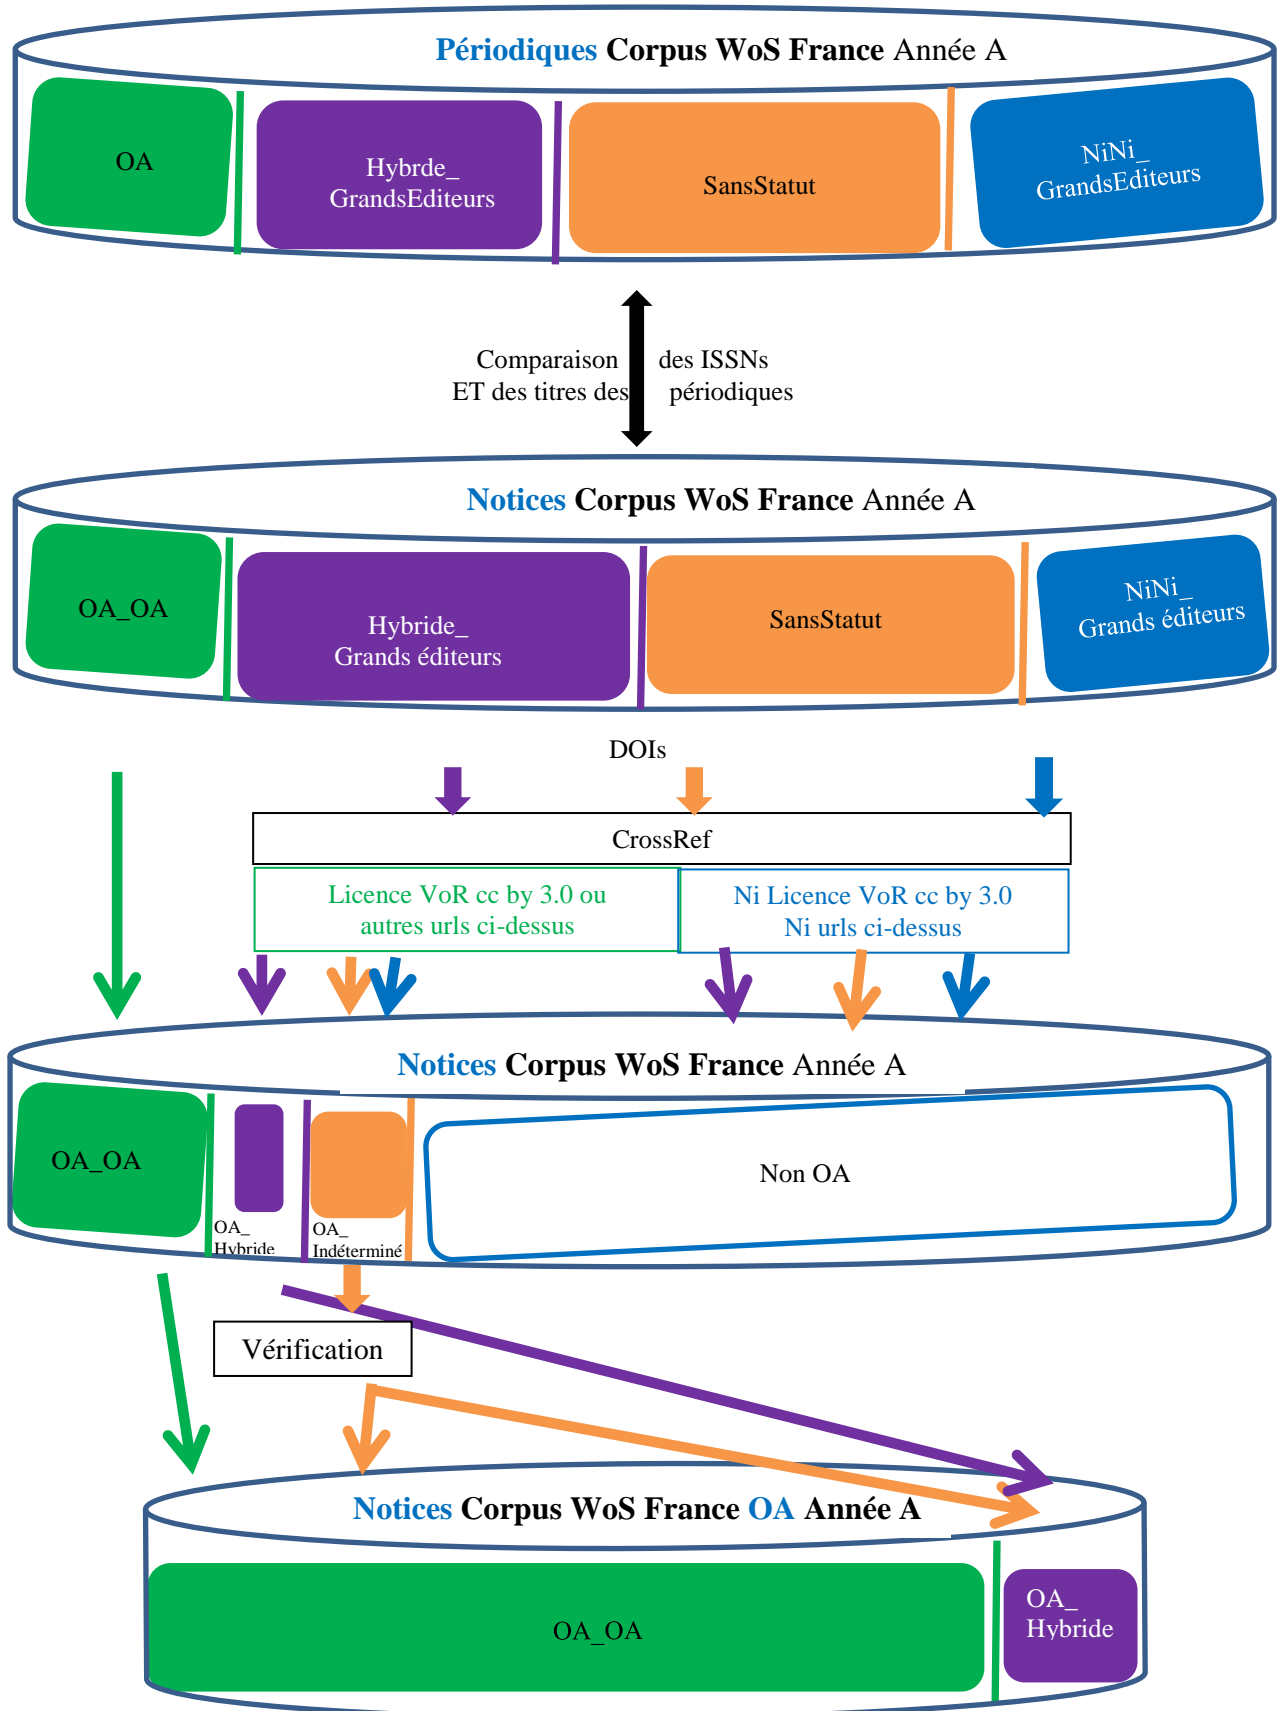 Périodiques Corpus WoS France Année A
OA
Hybrde_
GrandsEditeurs
SansStatut
NiNi_
GrandsEditeurs
Comparaison des ISSNs
ET des titres des périodiques
Notices Corpus WoS France Année A
OA_OA
Hybride_
Grands éditeurs
SansStatut
NiNi_
Grands éditeurs
DOIs
CrossRef
Licence VoR cc by 3.0 ou
autres urls ci-dessus
Ni Licence VoR cc by 3.0
Ni urls ci-dessus
Notices Corpus WoS France Année A
OA_OA
OA_
Hybride
OA_
Indéterminé
Non OA
Vérification
Notices Corpus WoS France OA Année A
OA_OA
OA_
Hybride